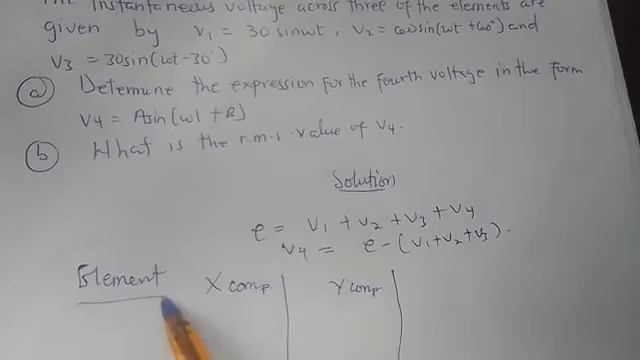 The instantaneous voltage across three of the elements are
given by V1 = 30 sinwt, V2 = sin(wt + 60° and
V3 = 30sin(wt-30°)
(a) Determine the expression for the fourth voltage in the form
V4 = Asin(wt +
(b) What is the r.m.s. value of V4.
Solution
e = V1 + V2 + V3 + V4
V4 = e - (V1+V2+V3).
Element X comp. Y comp.